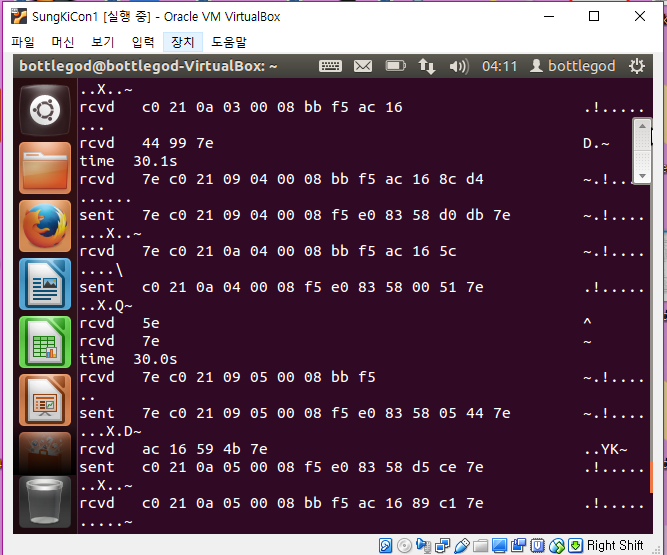 SungKiCon1 [실행 중] - Oracle VM VirtualBox
파일 머신 보기 입력 장치 도움말
bottlegod@bottlegod-VirtualBox: ~ 04:11 bottlegod
..X..~
rcvd   c0 21 0a 03 00 08 bb f5 ac 16   .!.....
...
rcvd   44 99 7e   D.~
time  30.1s
rcvd   7e c0 21 09 04 00 08 bb f5 ac 16 8c d4   ~.!....
......
sent   7e c0 21 09 04 00 08 f5 e0 83 58 d0 db 7e   ~.!....
...X..~
rcvd   7e c0 21 0a 04 00 08 bb f5 ac 16 5c   ~.!....
....\
sent   c0 21 0a 04 00 08 f5 e0 83 58 00 51 7e   .!.....
..X.Q~
rcvd   5e   ^
rcvd   7e   ~
time  30.0s
rcvd   7e c0 21 09 05 00 08 bb f5   ~.!....
..
sent   7e c0 21 09 05 00 08 f5 e0 83 58 05 44 7e   ~.!....
...X.D~
rcvd   ac 16 59 4b 7e   ..YK~
sent   c0 21 0a 05 00 08 f5 e0 83 58 d5 ce 7e   .!.....
..X..~
rcvd   c0 21 0a 05 00 08 bb f5 ac 16 89 c1 7e   .!.....
.....~
Right Shift